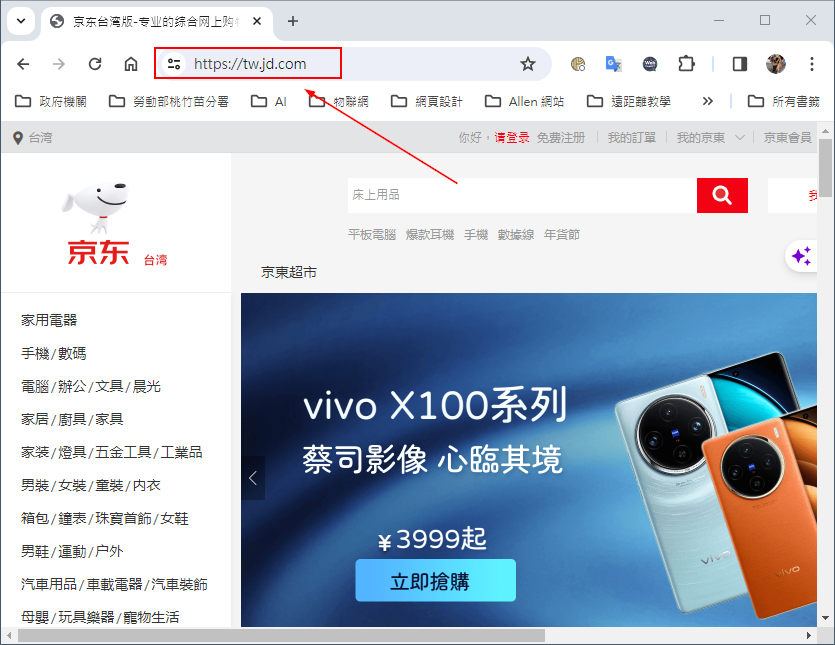 京东台湾版-专业的综合网上购
https://tw.jd.com
政府機關 勞動部桃竹苗分署 AI 物聯網 網頁設計 Allen 網站 遠距離教學 » 所有書籤
台湾 你好，请登录 免费注册 我的訂單 我的京東 京東會員
床上用品
平板電腦 爆款耳機 手機 數據線 年貨節
京东 台湾
京東超市
家用電器
手機/數碼
電腦/辦公/文具/晨光
家居/廚具/家具
家装/燈具/五金工具/工業品
男裝/女裝/童裝/内衣
箱包/鐘表/珠寶首飾/女鞋
男鞋/運動/户外
汽車用品/車載電器/汽車裝飾
母嬰/玩具樂器/寵物生活
vivo X100系列
蔡司影像 心臨其境
¥3999起
立即搶購
vivo
vivo